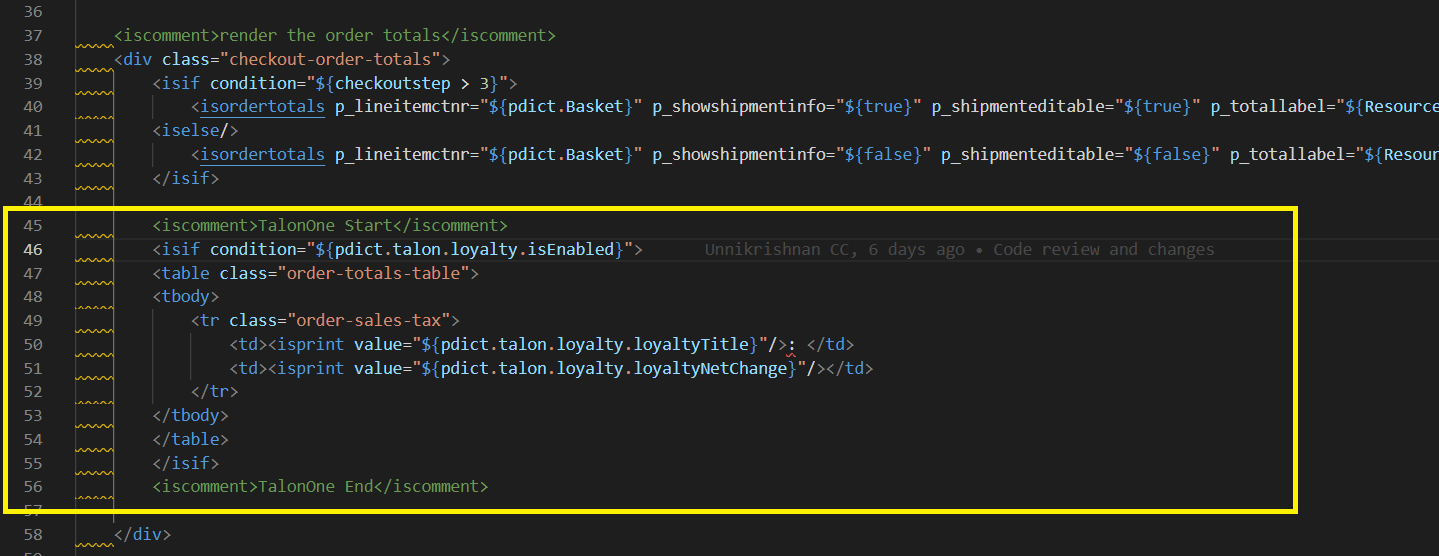 36
37 <iscomment>render the order totals</iscomment>
38 <div class="checkout-order-totals">
39 <isif condition="${checkoutstep > 3}">
40 <isordertotals p_lineitemctnr="${pdict.Basket}" p_showshipmentinfo="${true}" p_shipmenteditable="${true}" p_totallabel="${Resource
41 <iselse/>
42 <isordertotals p_lineitemctnr="${pdict.Basket}" p_showshipmentinfo="${false}" p_shipmenteditable="${false}" p_totallabel="${Resour
43 </isif>
44
45 <iscomment>TalonOne Start</iscomment>
46 <isif condition="${pdict.talon.loyalty.isEnabled}"> Unnikrishnan CC, 6 days ago • Code review and changes
47 <table class="order-totals-table">
48 <tbody>
49 <tr class="order-sales-tax">
50 <td><isprint value="${pdict.talon.loyalty.loyaltyTitle}"/>: </td>
51 <td><isprint value="${pdict.talon.loyalty.loyaltyNetChange}"/></td>
52 </tr>
53 </tbody>
54 </table>
55 </isif>
56 <iscomment>TalonOne End</iscomment>
57
58 </div>